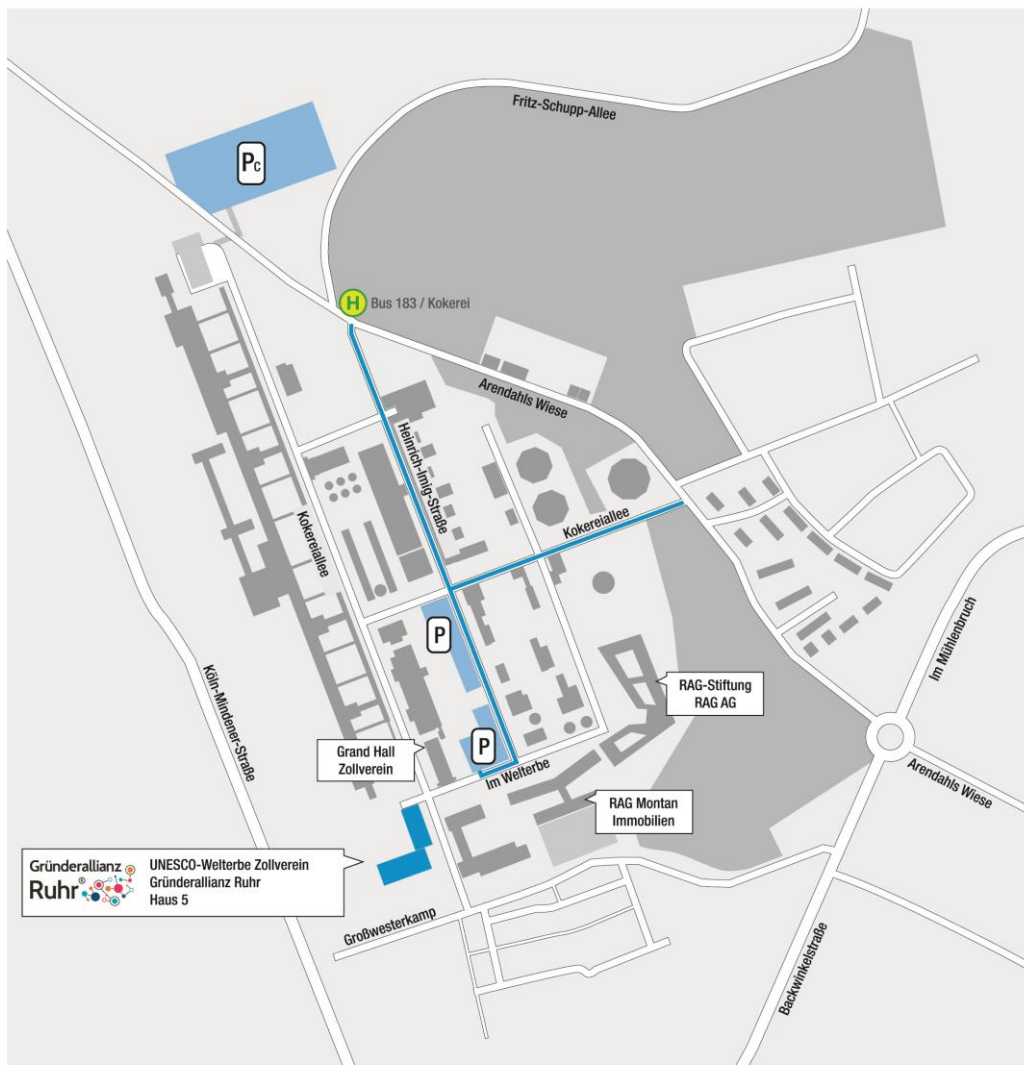 Fritz-Schupp-Allee
Pc
H
Bus 183 / Kokerei
Arendahls Wiese
Heinrich-Imig-Straße
Kokereiallee
Kokereiallee
P
Im Mühlenbruch
Köln-Mindener-Straße
RAG-Stiftung
RAG AG
P
Grand Hall
Zollverein
Im Welterbe
Arendahls Wiese
RAG Montan
Immobilien
Gründerallianz
Ruhr®
UNESCO-Welterbe Zollverein
Gründerallianz Ruhr
Haus 5
Großwesterkamp
Backwinkelstraße